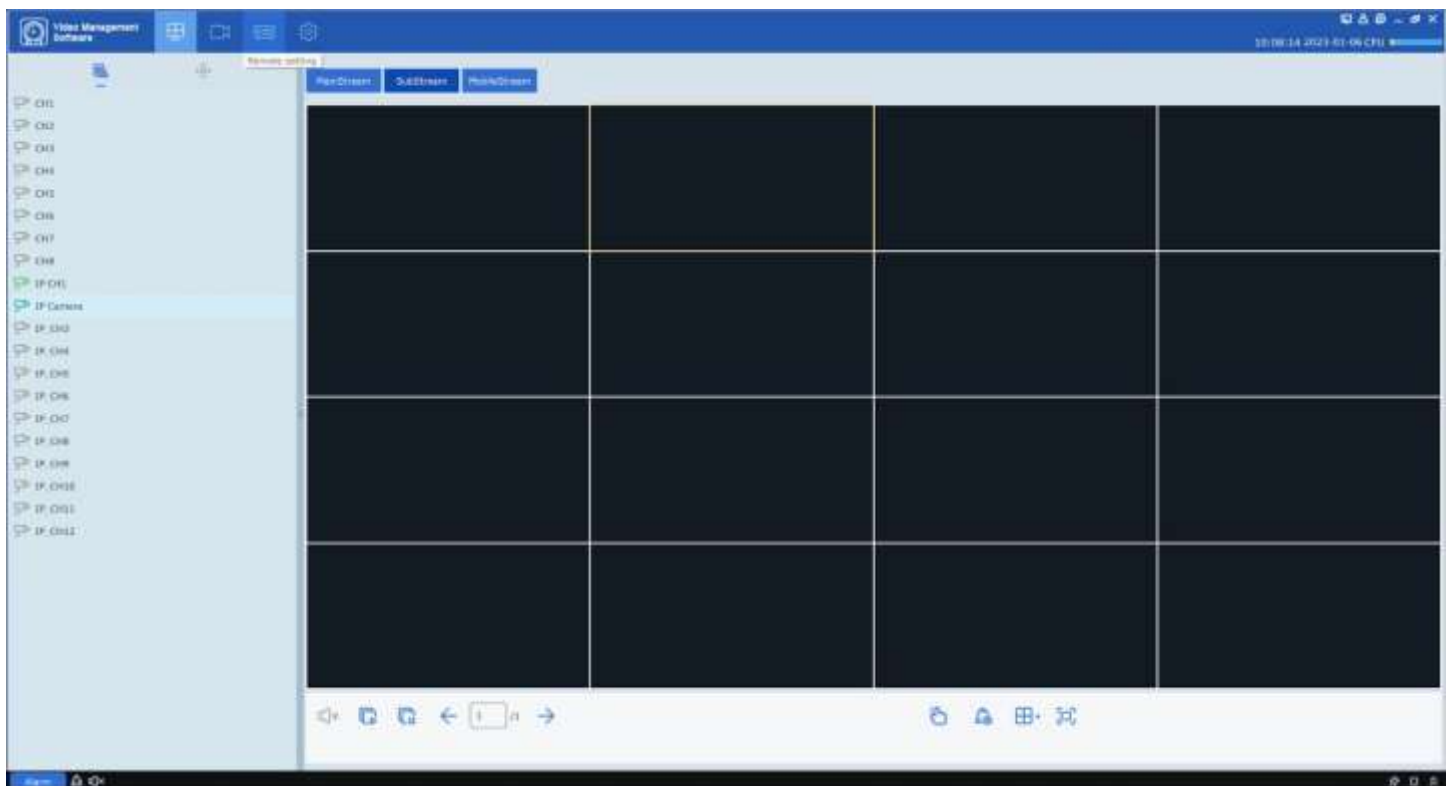 Video Management
Software
10:08:14 2023-01-06 CPU
Remote setting
MainStream SubStream MobileStream
CH1
CH2
CH3
CH4
CH5
CH6
CH7
CH8
IP CH1
IP Camera
IP_CH3
IP_CH4
IP_CH5
IP_CH6
IP_CH7
IP_CH8
IP_CH9
IP_CH10
IP_CH11
IP_CH12
1 /1
Alarm